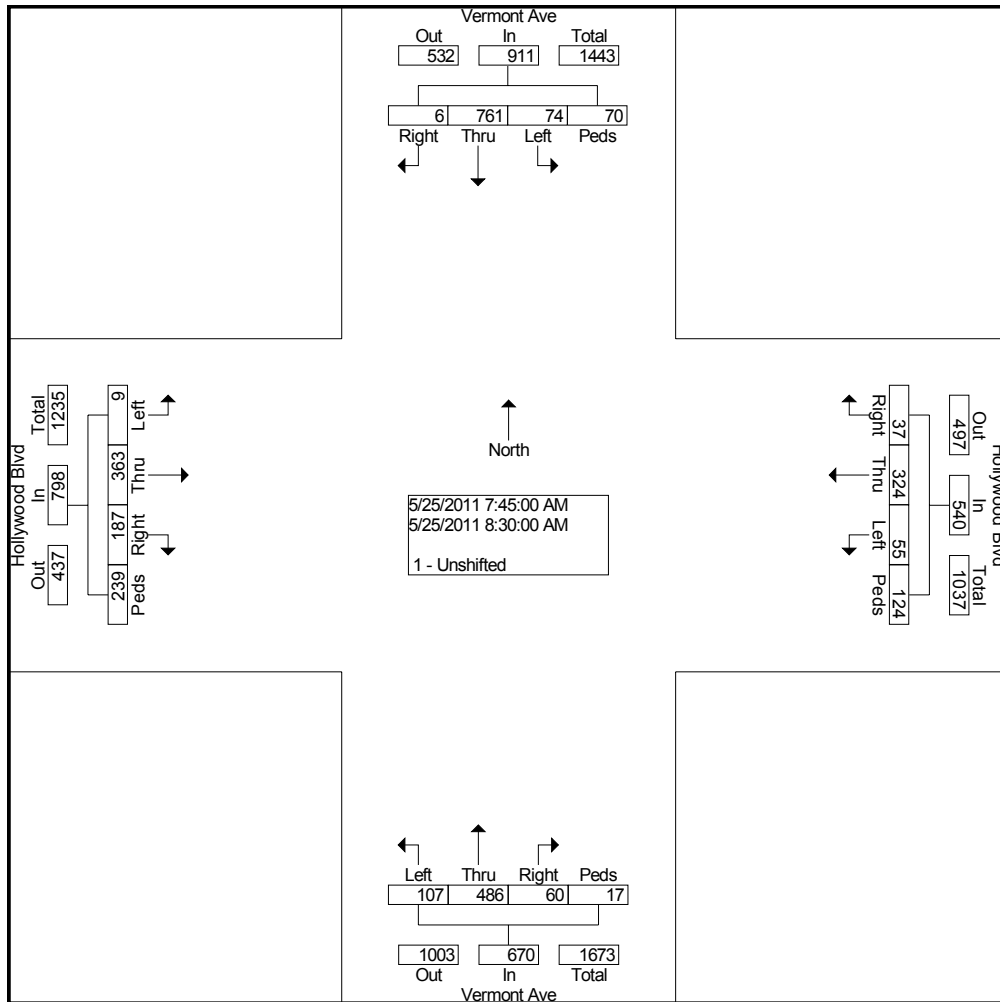 Vermont Ave
Out In Total
532 911 1443
6 761 74 70
Right Thru Left Peds
Hollywood Blvd
Total In Out
1235 798 437
9 363 187 239
Left Thru Right Peds
North
5/25/2011 7:45:00 AM
5/25/2011 8:30:00 AM
1 - Unshifted
Right Thru Left Peds
37 324 55 124
Out In Total
497 540 1037
Hollywood Blvd
Left Thru Right Peds
107 486 60 17
1003 670 1673
Out In Total
Vermont Ave